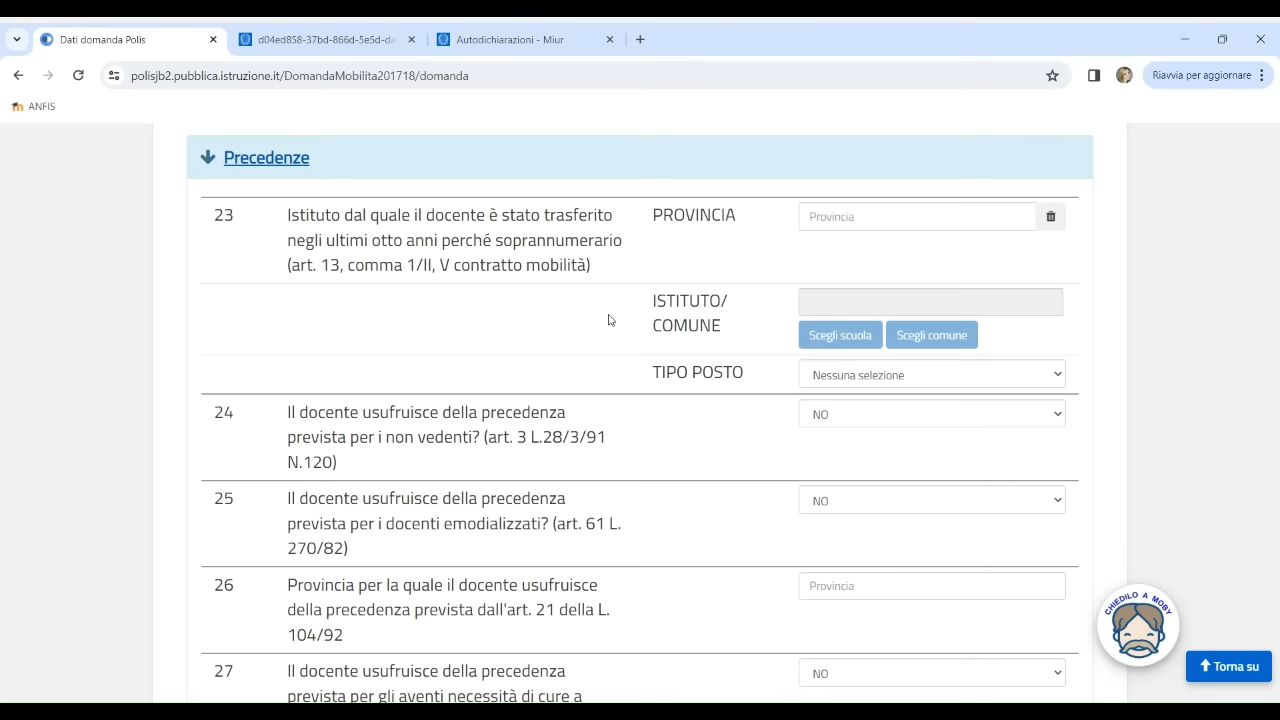 Dati domanda Polis
d04ed858-37bd-866d-5e5d-da
Autodichiarazioni - Miur
polisjb2.pubblica.istruzione.it/DomandaMobilita201718/domanda
Riavvia per aggiornare
ANFIS
Precedenze
23
Istituto dal quale il docente è stato trasferito
negli ultimi otto anni perché soprannumerario
(art. 13, comma 1/II, V contratto mobilità)
PROVINCIA
Provincia
ISTITUTO/
COMUNE
Scegli scuola
Scegli comune
TIPO POSTO
Nessuna selezione
24
Il docente usufruisce della precedenza
prevista per i non vedenti? (art. 3 L.28/3/91
N.120)
NO
25
Il docente usufruisce della precedenza
prevista per i docenti emodializzati? (art. 61 L.
270/82)
NO
26
Provincia per la quale il docente usufruisce
della precedenza prevista dall'art. 21 della L.
104/92
Provincia
27
Il docente usufruisce della precedenza
prevista per gli aventi necessità di cure a
NO
CHIEDILO A MOBY
Torna su